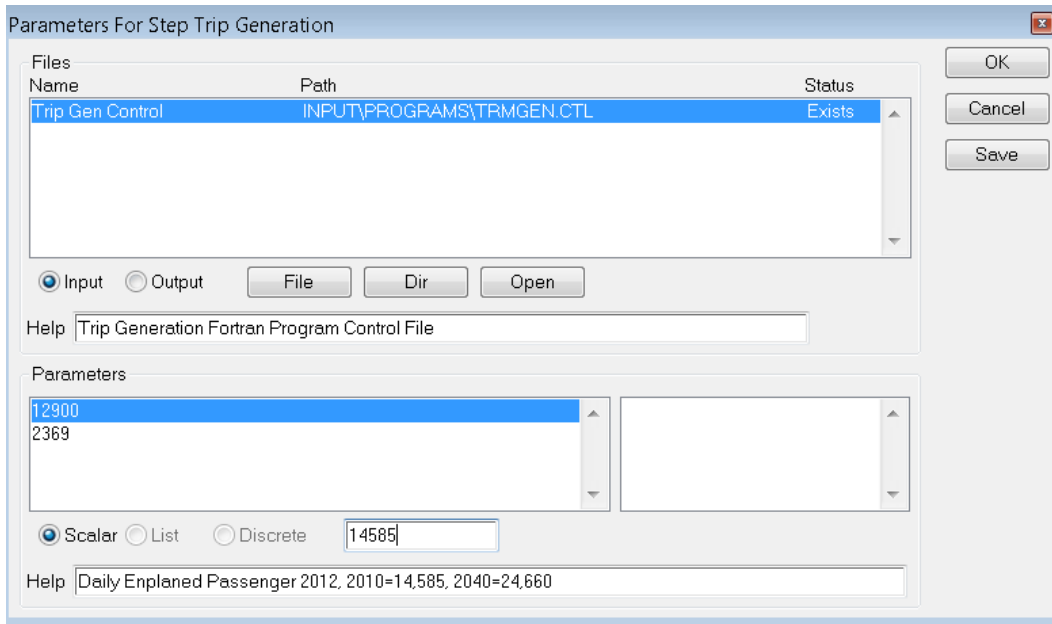 Parameters For Step Trip Generation
Files
Name Path Status
Trip Gen Control INPUT\PROGRAMS\TRMGEN.CTL Exists
Input Output File Dir Open
Help Trip Generation Fortran Program Control File
OK
Cancel
Save
Parameters
12900
2369
Scalar List Discrete 14585
Help Daily Enplaned Passenger 2012, 2010=14,585, 2040=24,660